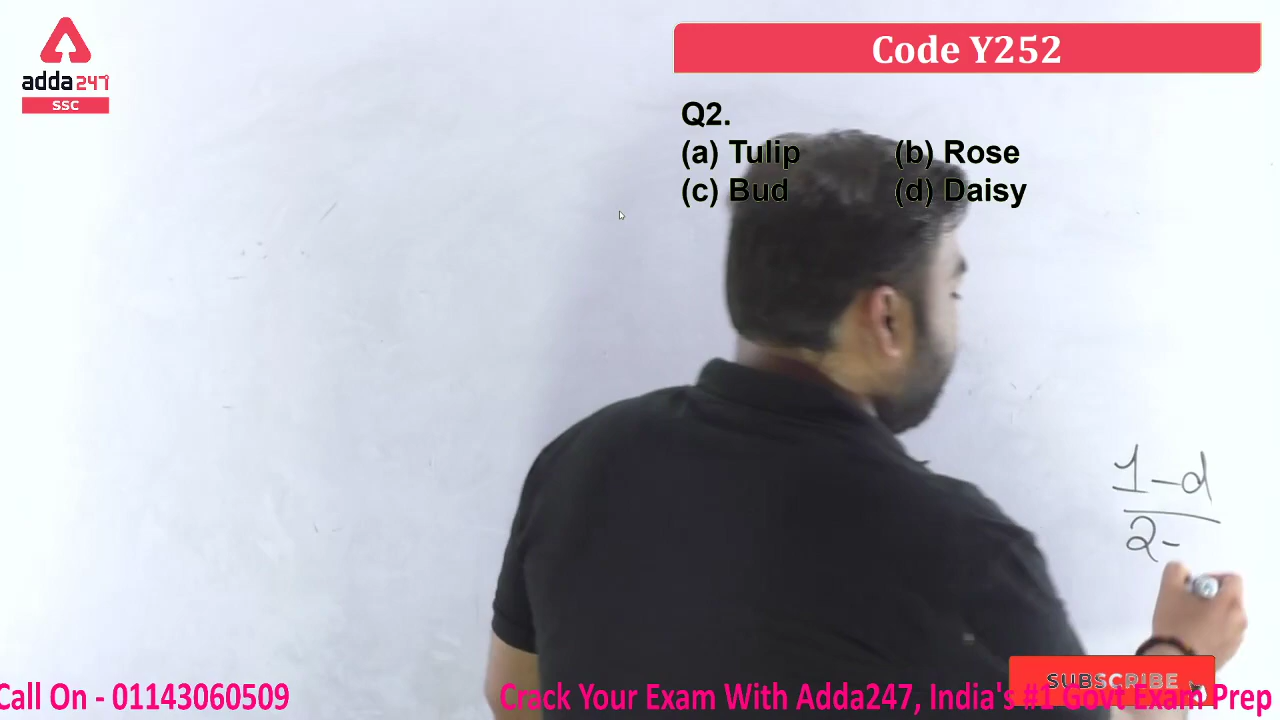 adda247
SSC
Code Y252
Q2.
(a) Tulip (b) Rose
(c) Bud (d) Daisy
1-d
2-
SUBSCRIBE
Call On - 01143060509 Crack Your Exam With Adda247, India's #1 Govt Exam Prep